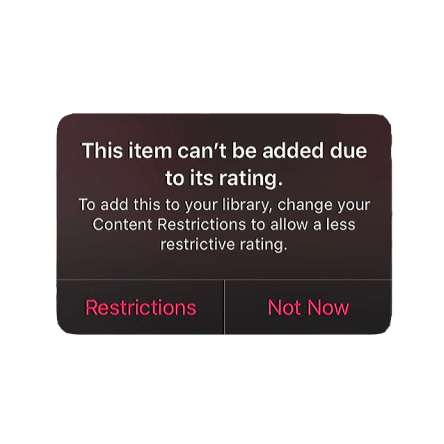 This item can't be added due
to its rating.
To add this to your library, change your
Content Restrictions to allow a less
restrictive rating.
Restrictions
Not Now